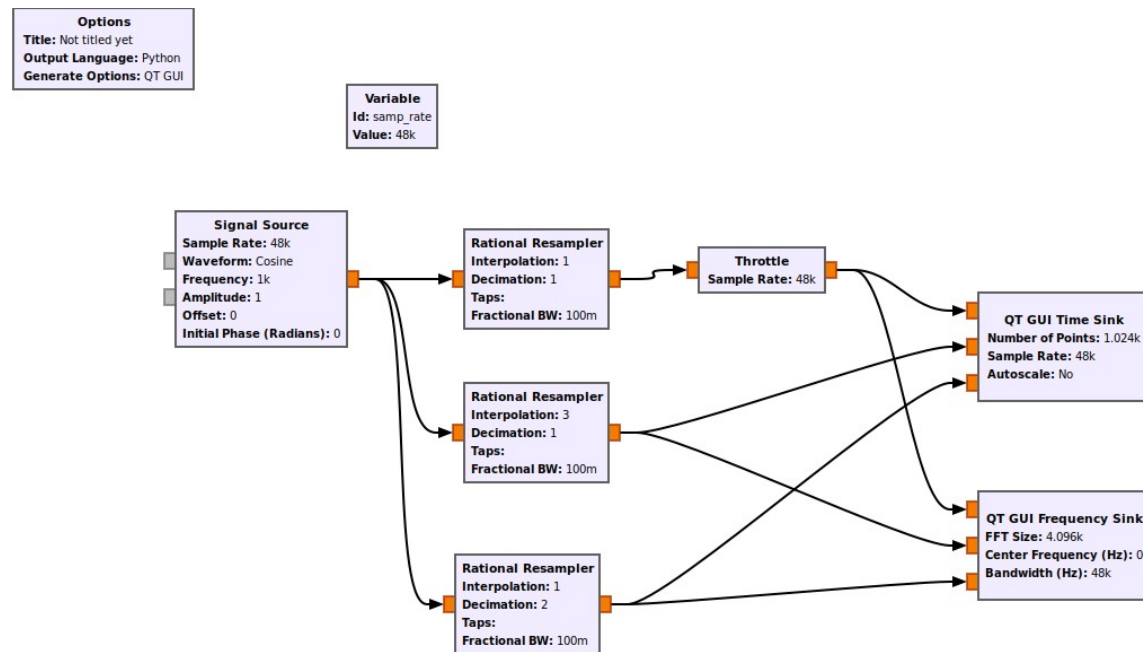 Options
Title: Not titled yet
Output Language: Python
Generate Options: QT GUI
Variable
Id: samp_rate
Value: 48k
Signal Source
Sample Rate: 48k
Waveform: Cosine
Frequency: 1k
Amplitude: 1
Offset: 0
Initial Phase (Radians): 0
Rational Resampler
Interpolation: 1
Decimation: 1
Taps:
Fractional BW: 100m
Throttle
Sample Rate: 48k
QT GUI Time Sink
Number of Points: 1.024k
Sample Rate: 48k
Autoscale: No
Rational Resampler
Interpolation: 3
Decimation: 1
Taps:
Fractional BW: 100m
QT GUI Frequency Sink
FFT Size: 4.096k
Center Frequency (Hz): 0
Bandwidth (Hz): 48k
Rational Resampler
Interpolation: 1
Decimation: 2
Taps:
Fractional BW: 100m